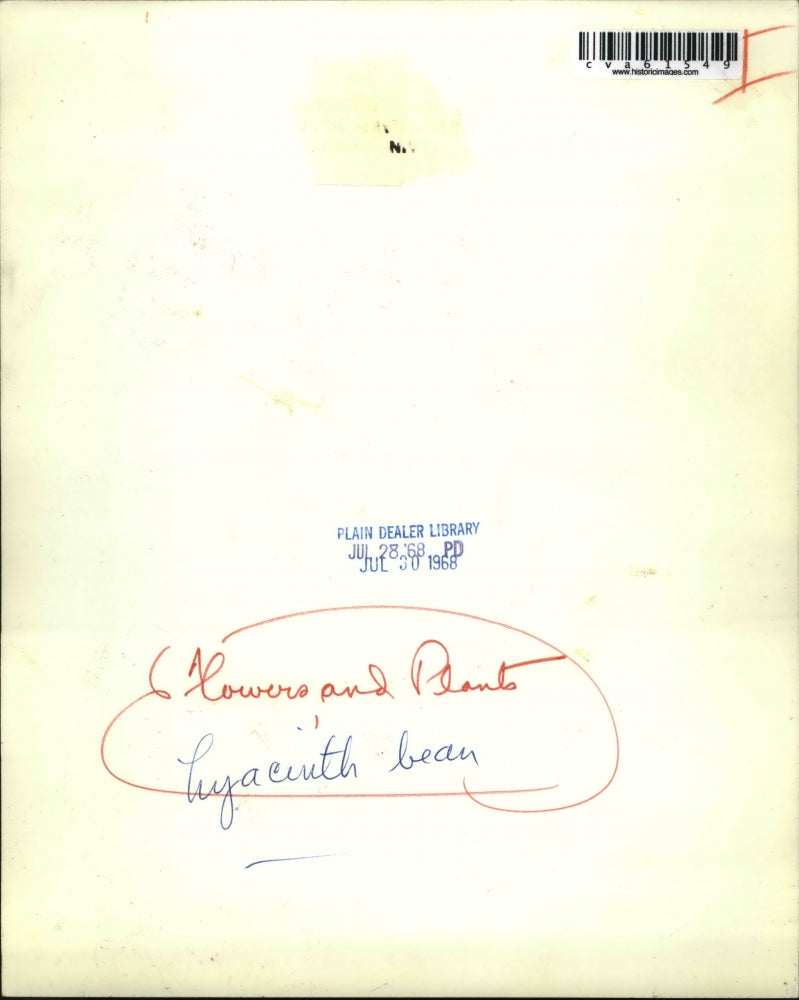 cva61549
www.historicimages.com
PLAIN DEALER LIBRARY
JUL 28 '68 PD
JUL 30 1968
Flowers and Plants
hyacinth bean